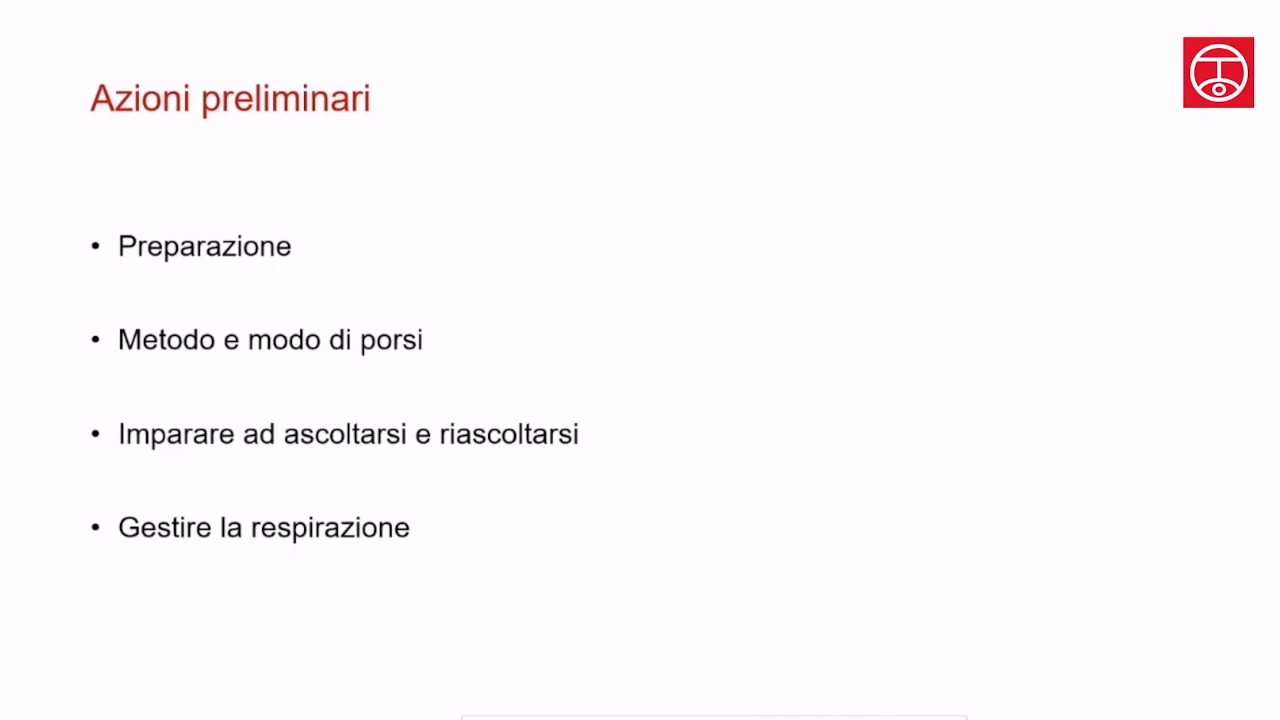 Azioni preliminari
• Preparazione
• Metodo e modo di porsi
• Imparare ad ascoltarsi e riascoltarsi
• Gestire la respirazione